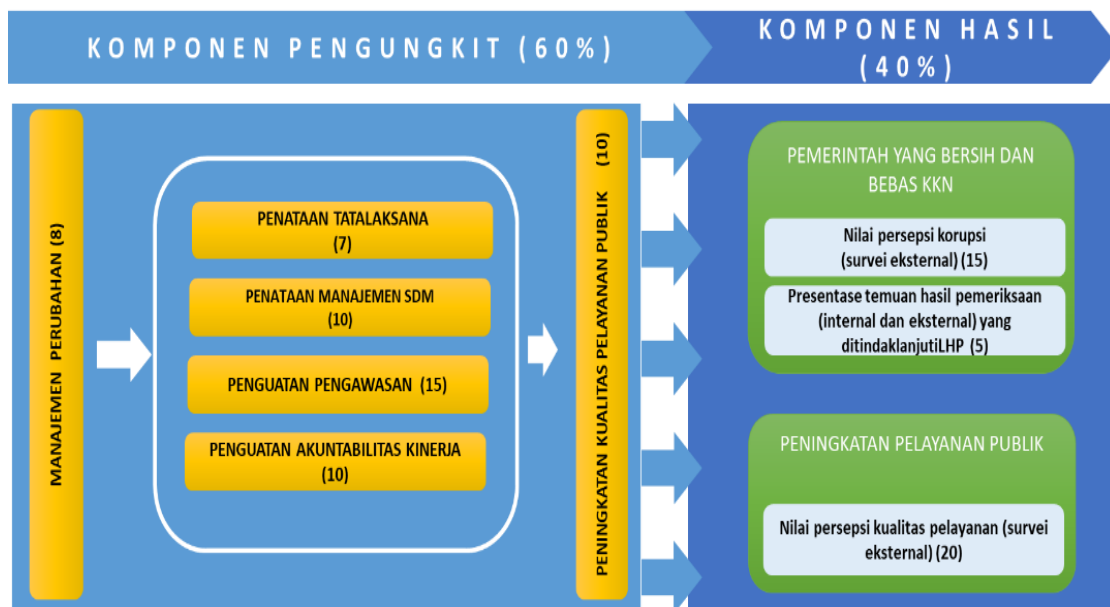 KOMPONEN PENGUNGKIT (60%)
KOMPONEN HASIL
(40%)
MANAJEMEN PERUBAHAN (8)
PENATAAN TATALAKSANA
(7)
PENATAAN MANAJEMEN SDM
(10)
PENGUATAN PENGAWASAN (15)
PENGUATAN AKUNTABILITAS KINERJA
(10)
PENINGKATAN KUALITAS PELAYANAN PUBLIK (10)
PEMERINTAH YANG BERSIH DAN
BEBAS KKN
Nilai persepsi korupsi
(survei eksternal) (15)
Presentase temuan hasil pemeriksaan
(internal dan eksternal) yang
ditindaklanjutiLHP (5)
PENINGKATAN PELAYANAN PUBLIK
Nilai persepsi kualitas pelayanan (survei
eksternal) (20)